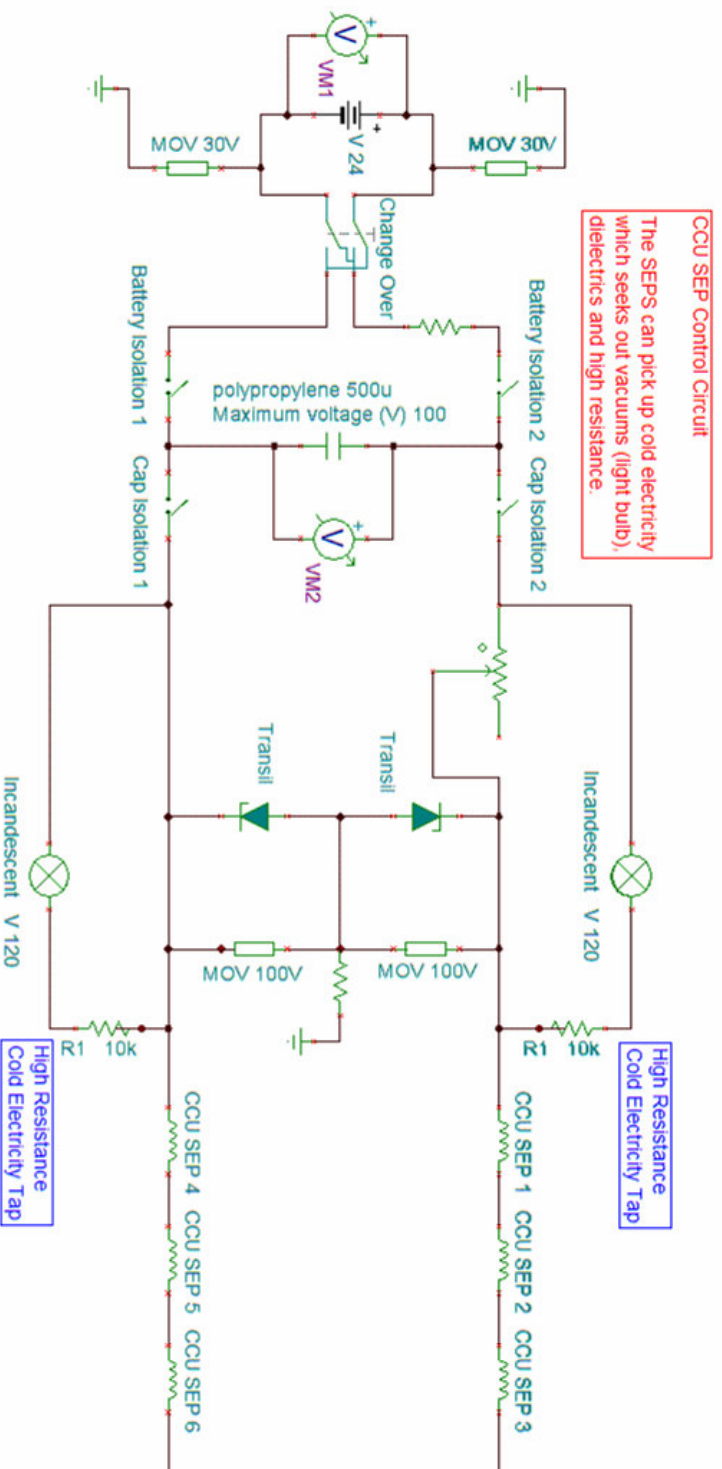 CCU SEP Control Circuit
The SEPS can pick up cold electricity
which seeks out vacuums (light bulb),
dielectrics and high resistance.
High Resistance
Cold Electricity Tap
Incandescent V 120
R1 10k
MOV 30V
Battery Isolation 2
Cap Isolation 2
CCU SEP 1
CCU SEP 2
CCU SEP 3
+
V
VM1
+
V 24
Change Over
T
polypropylene 500u
Maximum voltage (V) 100
+
V
VM2
Transil
MOV 100V
Transil
MOV 100V
MOV 30V
Battery Isolation 1
Cap Isolation 1
CCU SEP 4
CCU SEP 5
CCU SEP 6
Incandescent V 120
R1 10k
High Resistance
Cold Electricity Tap